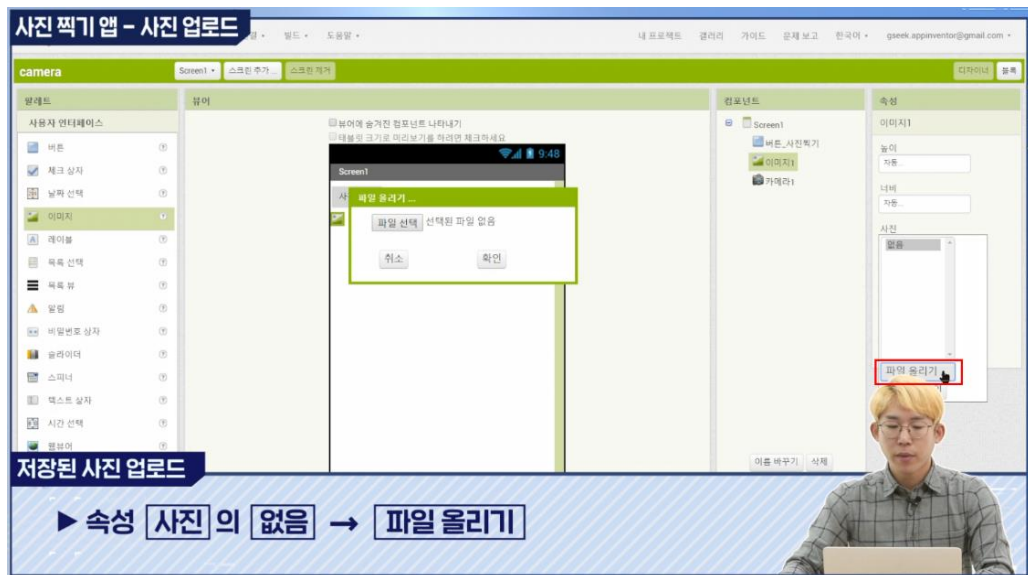 사진 찍기 앱 - 사진 업로드
빌드 도움말 내 프로젝트 갤러리 가이드 문제 보고 한국어 gseek.appinventor@gmail.com
camera Screen1 스크린 추가 ... 스크린 제거 디자이너 블록
팔레트 뷰어 컴포넌트 속성
사용자 인터페이스
버튼
체크 상자
날짜 선택
이미지
레이블
목록 선택
목록 뷰
알림
비밀번호 상자
슬라이더
스피너
텍스트 상자
시간 선택
웹뷰어
뷰어에 숨겨진 컴포넌트 나타내기
태블릿 크기로 미리보기를 하려면 체크하세요
9:48
Screen1
사
파일 올리기 ...
파일 선택 선택된 파일 없음
취소 확인
Screen1
버튼_사진찍기
이미지1
카메라1
이름 바꾸기 삭제
이미지1
높이
자동...
너비
자동...
사진
없음
파일 올리기
저장된 사진 업로드
▶ 속성 사진 의 없음 → 파일 올리기